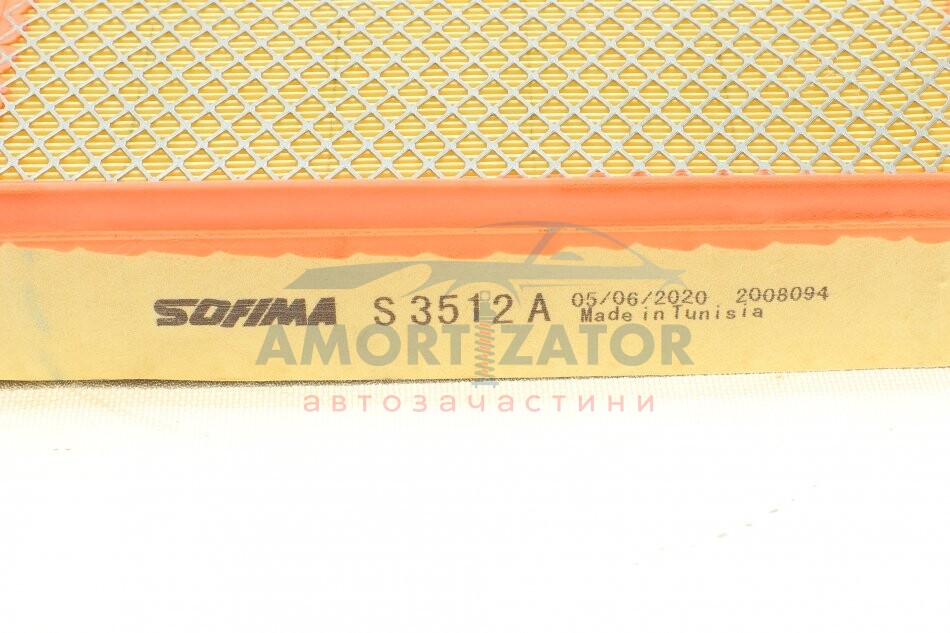 SOFIMA S 3512 A 05/06/2020 2008094
Made in Tunisia
AMORTIZATOR
автозачастини